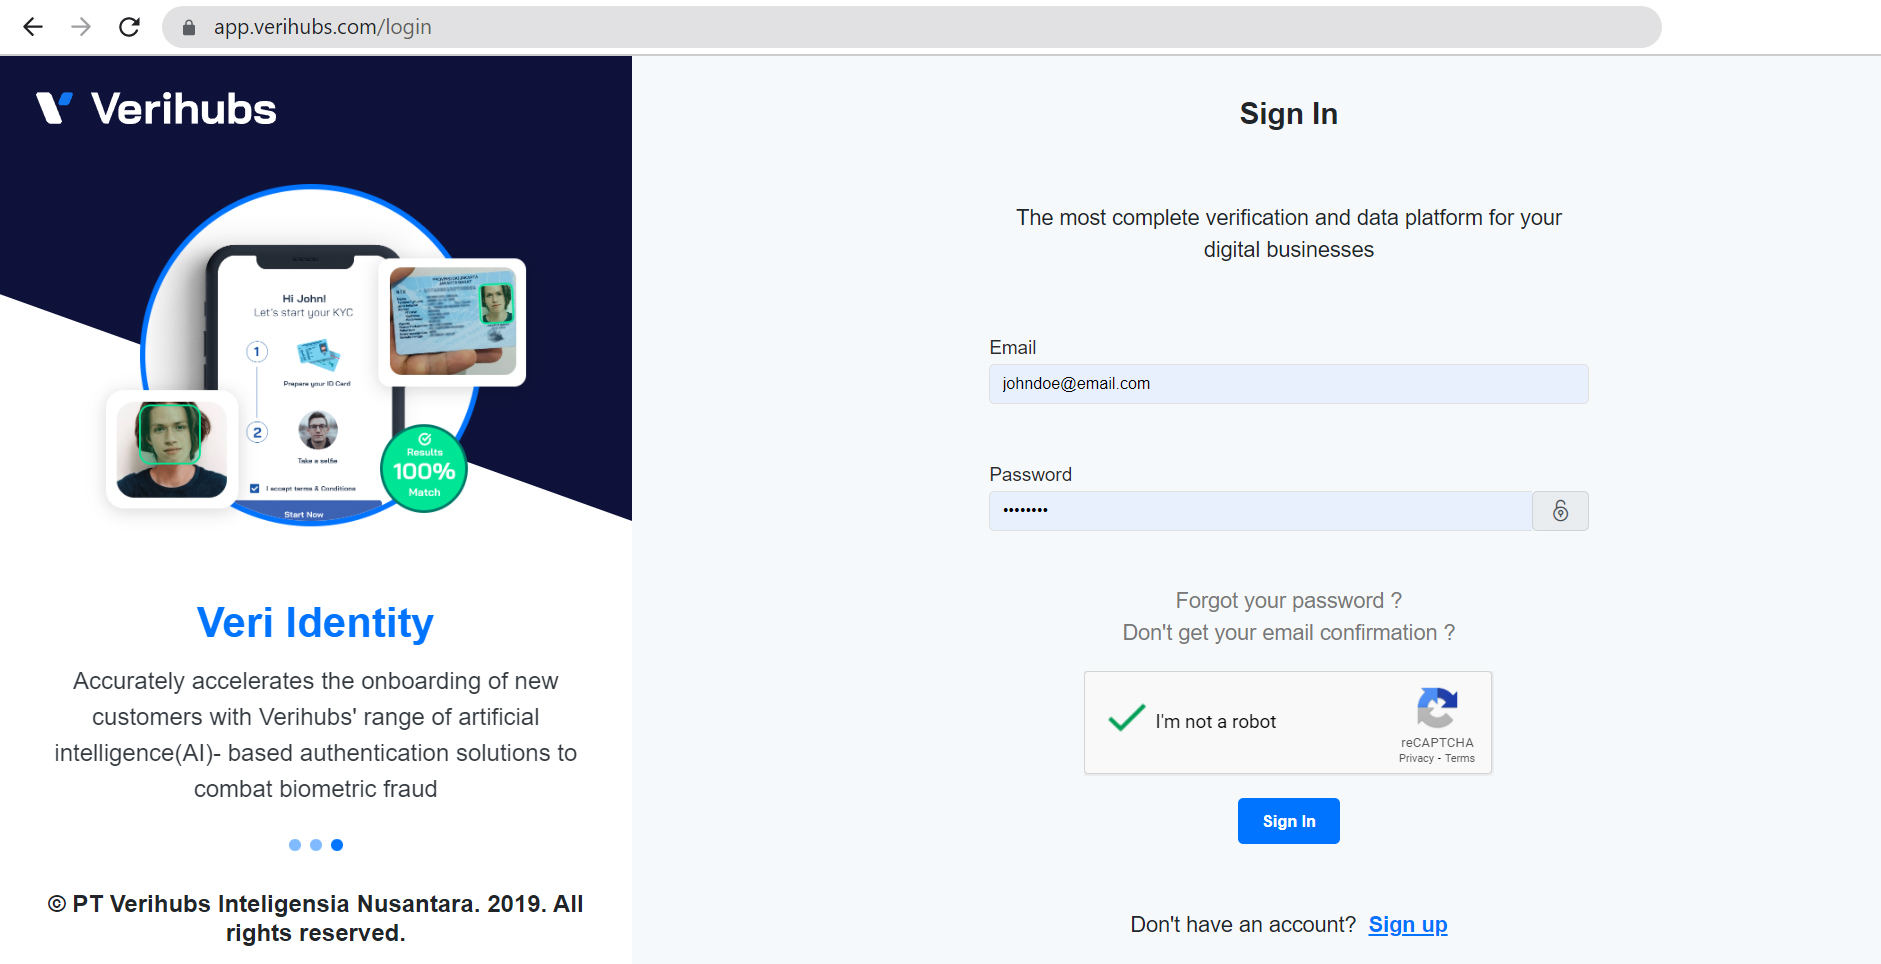 app.verihubs.com/login
Verihubs
Hi John!
Let's start your KYC
1
Prepare your ID Card
2
Take a selfie
I accept terms & Conditions
Start Now
Results
100%
Match
Veri Identity
Accurately accelerates the onboarding of new
customers with Verihubs' range of artificial
intelligence(AI)- based authentication solutions to
combat biometric fraud
© PT Verihubs Inteligensia Nusantara. 2019. All
rights reserved.
Sign In
The most complete verification and data platform for your
digital businesses
Email
johndoe@email.com
Password
••••••••
Forgot your password ?
Don't get your email confirmation ?
I'm not a robot
reCAPTCHA
Privacy - Terms
Sign In
Don't have an account? Sign up